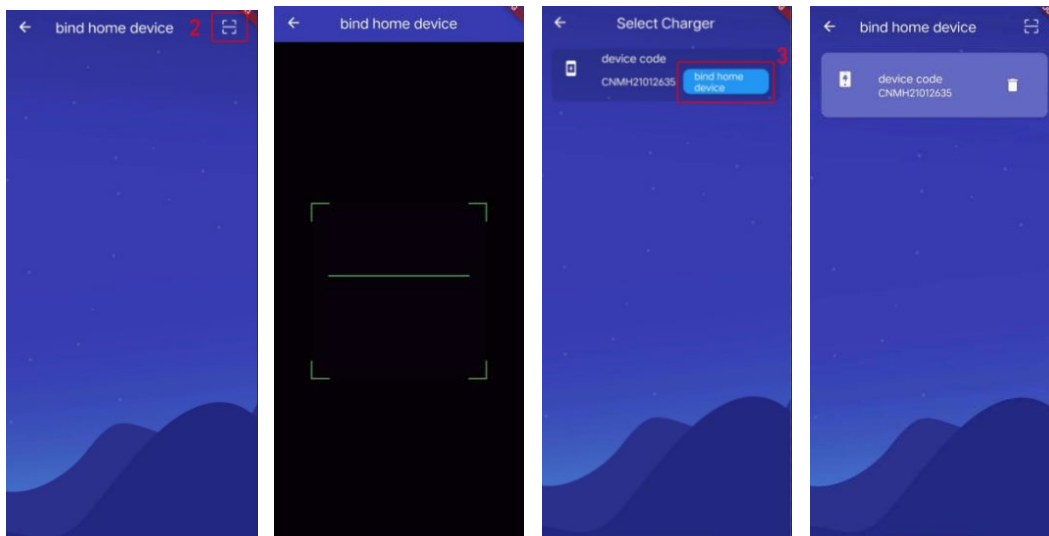 bind home device 2
bind home device
Select Charger
3
device code
CNMH21012635
bind home
device
bind home device
device code
CNMH21012635